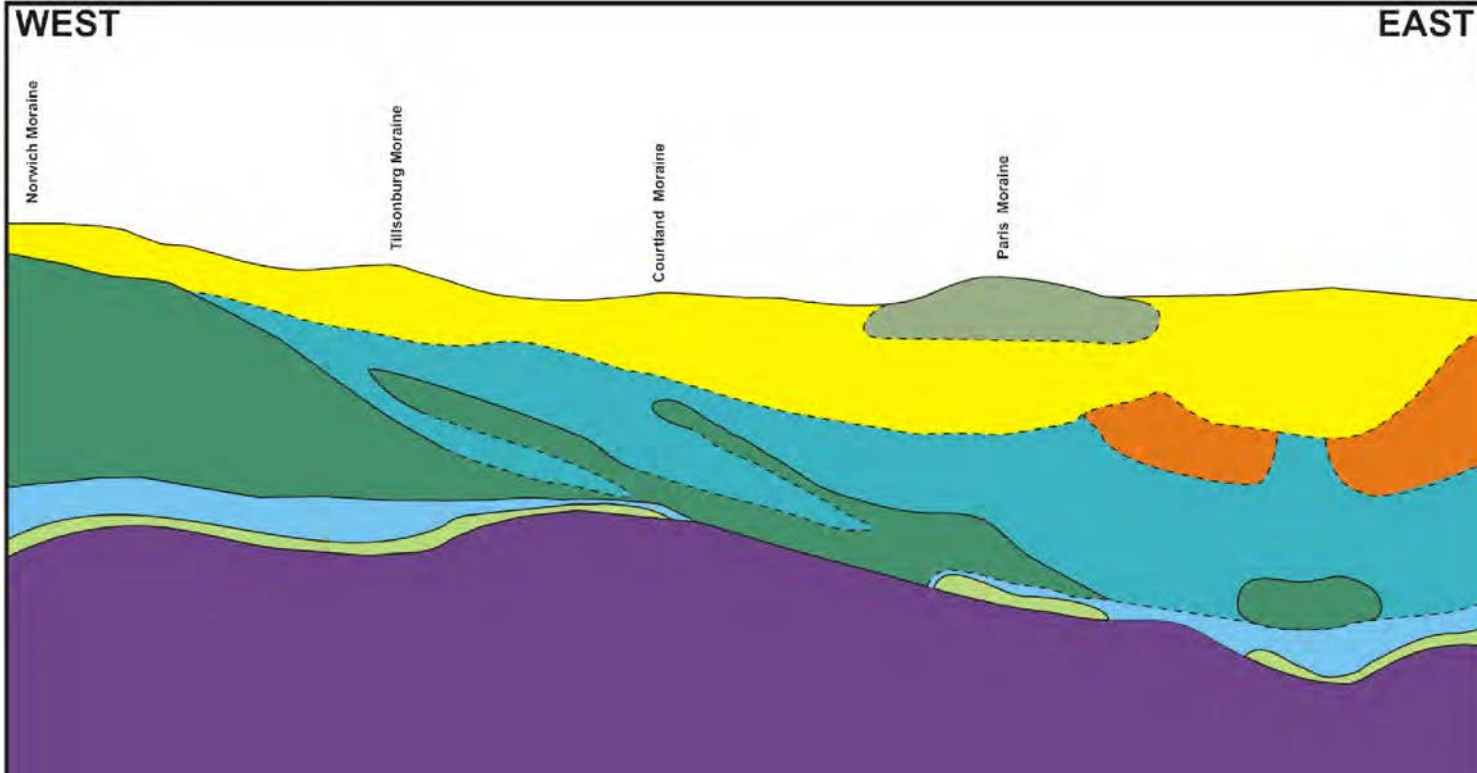 WEST
EAST
Norwich Moraine
Tillsonburg Moraine
Courtland Moraine
Paris Moraine